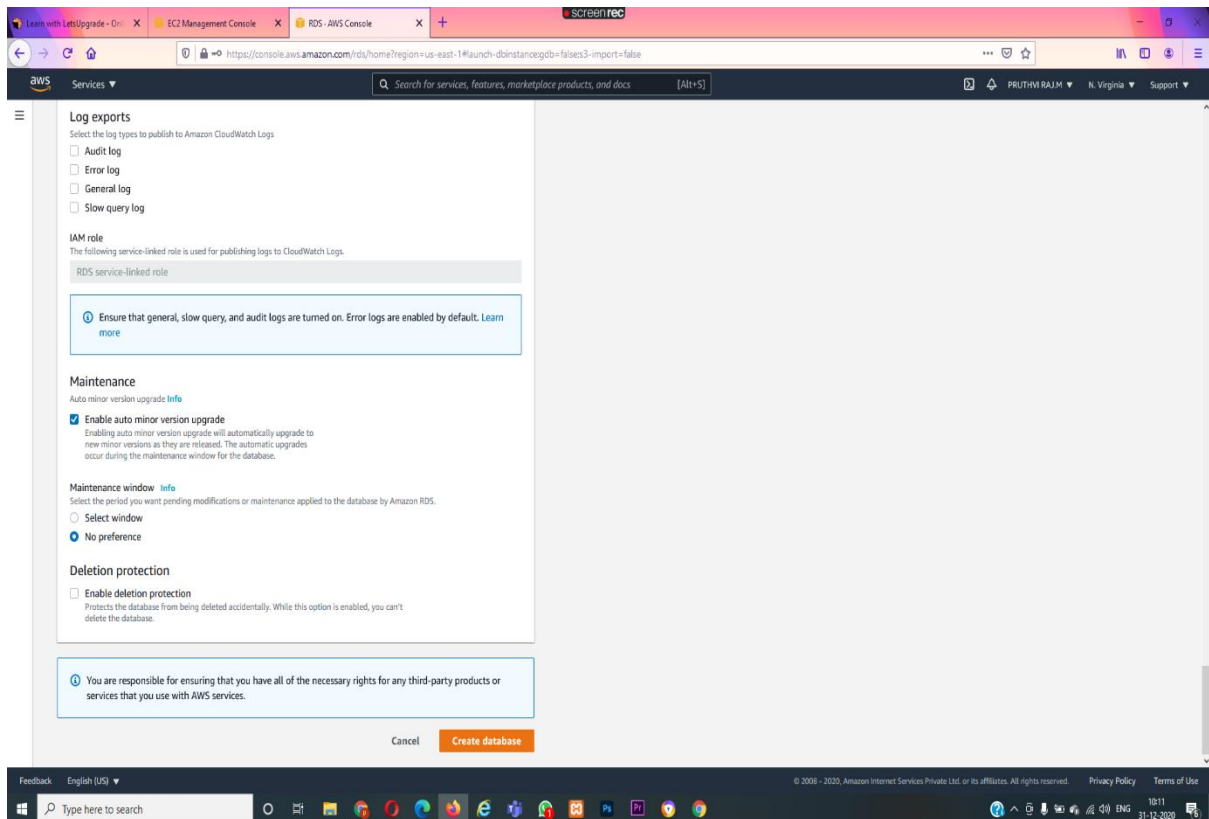 screenrec
Learn with LetsUpgrade - Onl X EC2 Management Console X RDS - AWS Console X +
https://console.aws.amazon.com/rds/home?region=us-east-1#launch-dbinstance;gdb=false;s3-import=false
aws Services ▼ Search for services, features, marketplace products, and docs [Alt+S] PRUTHVI RAJ.M ▼ N. Virginia ▼ Support ▼
Log exports
Select the log types to publish to Amazon CloudWatch Logs
Audit log
Error log
General log
Slow query log
IAM role
The following service-linked role is used for publishing logs to CloudWatch Logs.
RDS service-linked role
Ensure that general, slow query, and audit logs are turned on. Error logs are enabled by default. Learn
more
Maintenance
Auto minor version upgrade Info
Enable auto minor version upgrade
Enabling auto minor version upgrade will automatically upgrade to
new minor versions as they are released. The automatic upgrades
occur during the maintenance window for the database.
Maintenance window Info
Select the period you want pending modifications or maintenance applied to the database by Amazon RDS.
Select window
No preference
Deletion protection
Enable deletion protection
Protects the database from being deleted accidentally. While this option is enabled, you can't
delete the database.
You are responsible for ensuring that you have all of the necessary rights for any third-party products or
services that you use with AWS services.
Cancel Create database
Feedback English (US) ▼ © 2008 - 2020, Amazon Internet Services Private Ltd. or its affiliates. All rights reserved. Privacy Policy Terms of Use
Type here to search Ps Pr ENG 10:11
31-12-2020